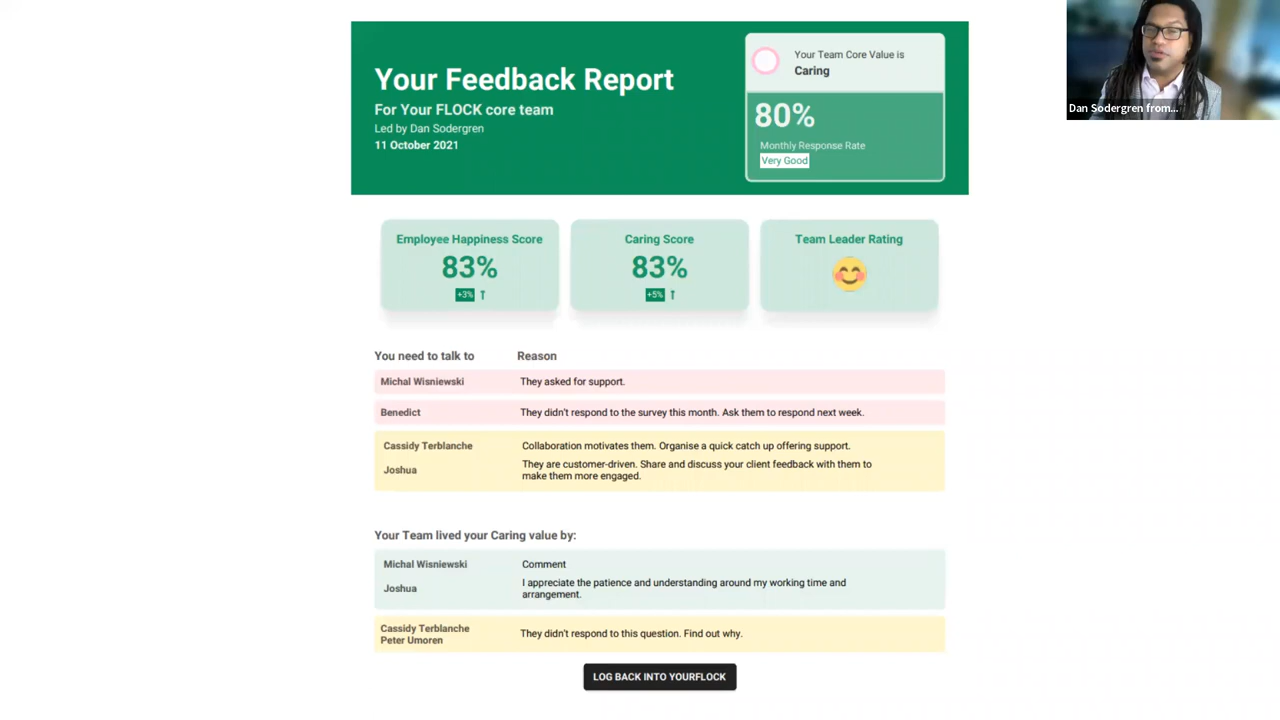 Your Feedback Report
For Your FLOCK core team
Led by Dan Sodergren
11 October 2021
Your Team Core Value is
Caring
80%
Monthly Response Rate
Very Good
Dan Sodergren from...
Employee Happiness Score
83%
+3% ↑
Caring Score
83%
+5% ↑
Team Leader Rating
You need to talk to Reason
Michal Wisniewski They asked for support.
Benedict They didn't respond to the survey this month. Ask them to respond next week.
Cassidy Terblanche Collaboration motivates them. Organise a quick catch up offering support.
Joshua They are customer-driven. Share and discuss your client feedback with them to
make them more engaged.
Your Team lived your Caring value by:
Michal Wisniewski Comment
Joshua I appreciate the patience and understanding around my working time and
arrangement.
Cassidy Terblanche
Peter Umoren They didn't respond to this question. Find out why.
LOG BACK INTO YOURFLOCK